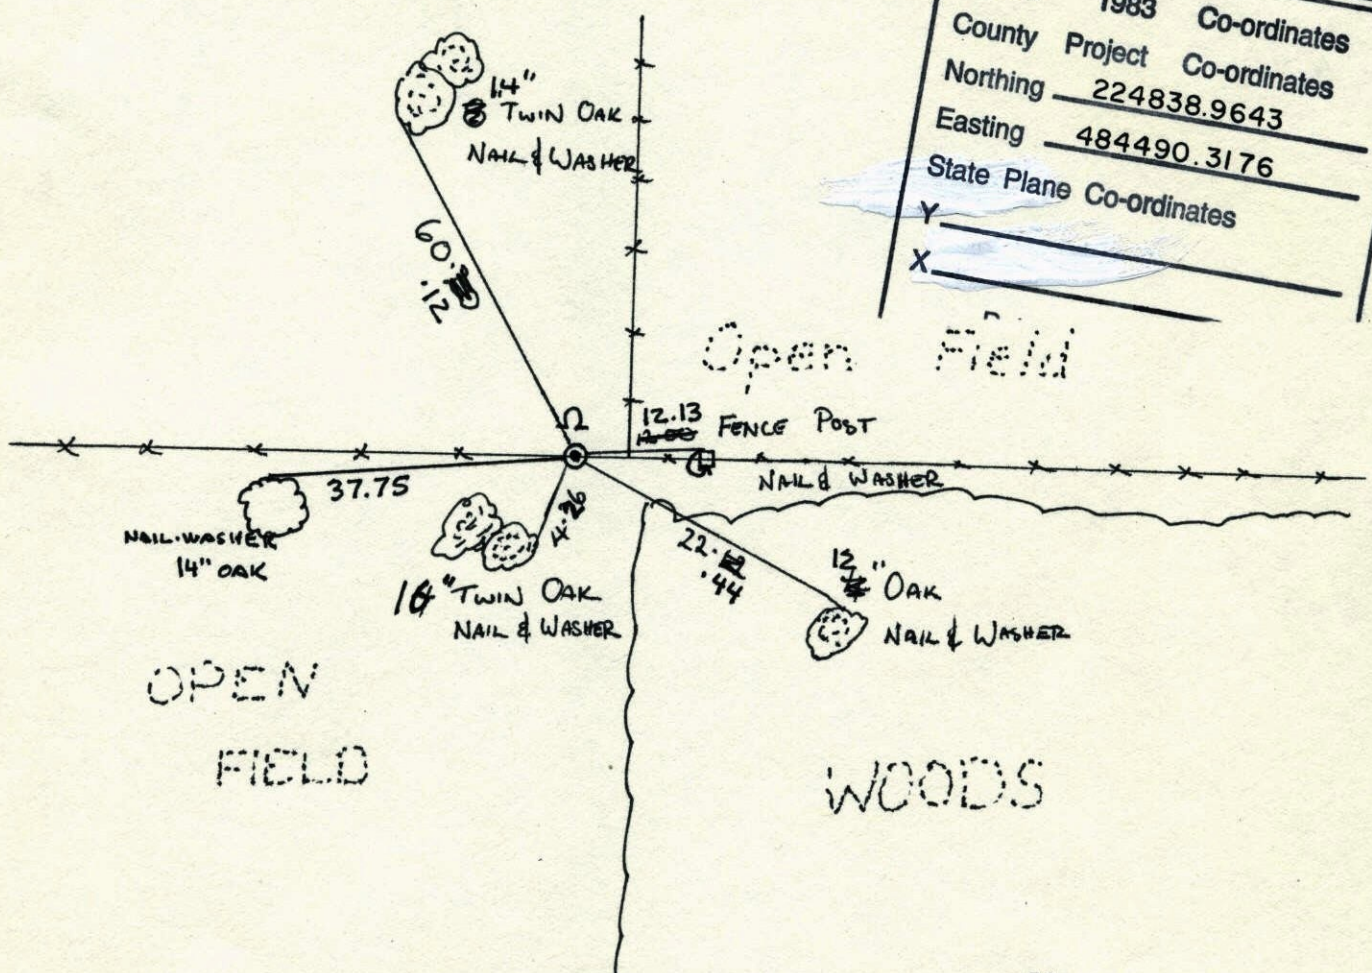 1983 Co-ordinates
County Project Co-ordinates
Northing 224838.9643
Easting 484490.3176
State Plane Co-ordinates
Y
X
14"
TWIN OAK
NAIL & WASHER
60.
.12
Open Field
12.13
FENCE POST
NAIL & WASHER
37.75
NAIL.WASHER
14" OAK
4.26
16" TWIN OAK
NAIL & WASHER
22.
.44
12" OAK
NAIL & WASHER
OPEN
FIELD
WOODS